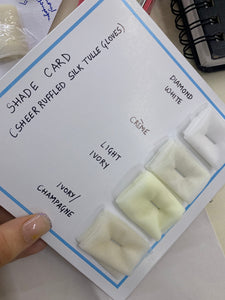 SHADE CARD
(SHEER RUFFLED SILK TULLE GLOVES)
DIAMOND
WHITE
CRÈME
LIGHT
IVORY
IVORY/
CHAMPAGNE